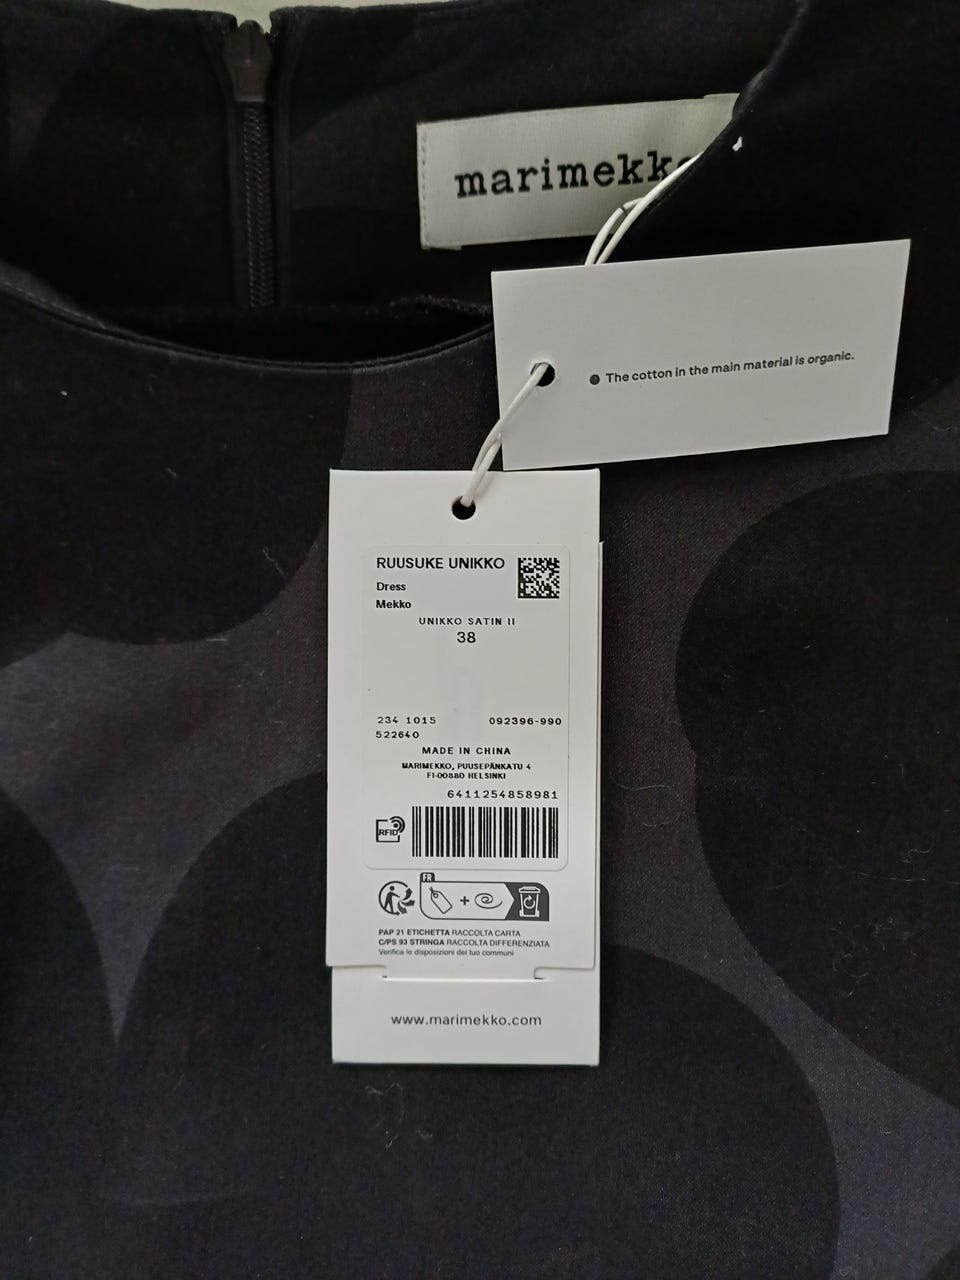 marimekko
The cotton in the main material is organic.
RUUSUKE UNIKKO
Dress
Mekko
UNIKKO SATIN II
38
234 1015 092396-990
522640
MADE IN CHINA
MARIMEKKO, PUUSEPÄNKATU 4
FI-00880 HELSINKI
6411254858981
RFID
FR
PAP 21 ETICHETTA RACCOLTA CARTA
C/PS 93 STRINGA RACCOLTA DIFFERENZIATA
Verifica le disposizioni del tuo communi
www.marimekko.com